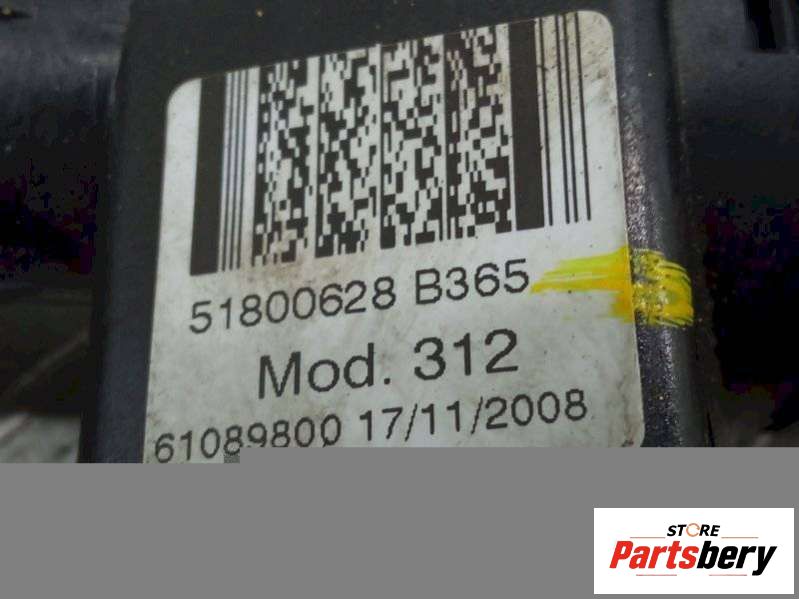 51800628 B365
Mod. 312
61089800 17/11/2008
STORE
Partsbery